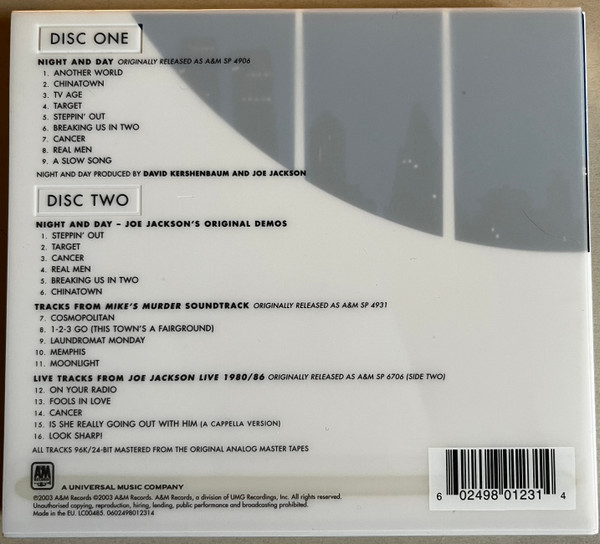 DISC ONE
NIGHT AND DAY ORIGINALLY RELEASED AS A&M SP 4906
1. ANOTHER WORLD
2. CHINATOWN
3. TV AGE
4. TARGET
5. STEPPIN' OUT
6. BREAKING US IN TWO
7. CANCER
8. REAL MEN
9. A SLOW SONG
NIGHT AND DAY PRODUCED BY DAVID KERSHENBAUM AND JOE JACKSON
DISC TWO
NIGHT AND DAY – JOE JACKSON'S ORIGINAL DEMOS
1. STEPPIN' OUT
2. TARGET
3. CANCER
4. REAL MEN
5. BREAKING US IN TWO
6. CHINATOWN
TRACKS FROM MIKE'S MURDER SOUNDTRACK ORIGINALLY RELEASED AS A&M SP 4931
7. COSMOPOLITAN
8. 1-2-3 GO (THIS TOWN'S A FAIRGROUND)
9. LAUNDROMAT MONDAY
10. MEMPHIS
11. MOONLIGHT
LIVE TRACKS FROM JOE JACKSON LIVE 1980/86 ORIGINALLY RELEASED AS A&M SP 6706 (SIDE TWO)
12. ON YOUR RADIO
13. FOOLS IN LOVE
14. CANCER
15. IS SHE REALLY GOING OUT WITH HIM (A CAPPELLA VERSION)
16. LOOK SHARP!
ALL TRACKS 96K/24-BIT MASTERED FROM THE ORIGINAL ANALOG MASTER TAPES
A&M RECORDS
A UNIVERSAL MUSIC COMPANY
℗2003 A&M Records ©2003 A&M Records. A&M Records, a division of UMG Recordings, Inc. All rights reserved.
Unauthorised copying, reproduction, hiring, lending, public performance and broadcasting prohibited.
Made in the EU. LC00485. 0602498012314
6 02498 01231 4